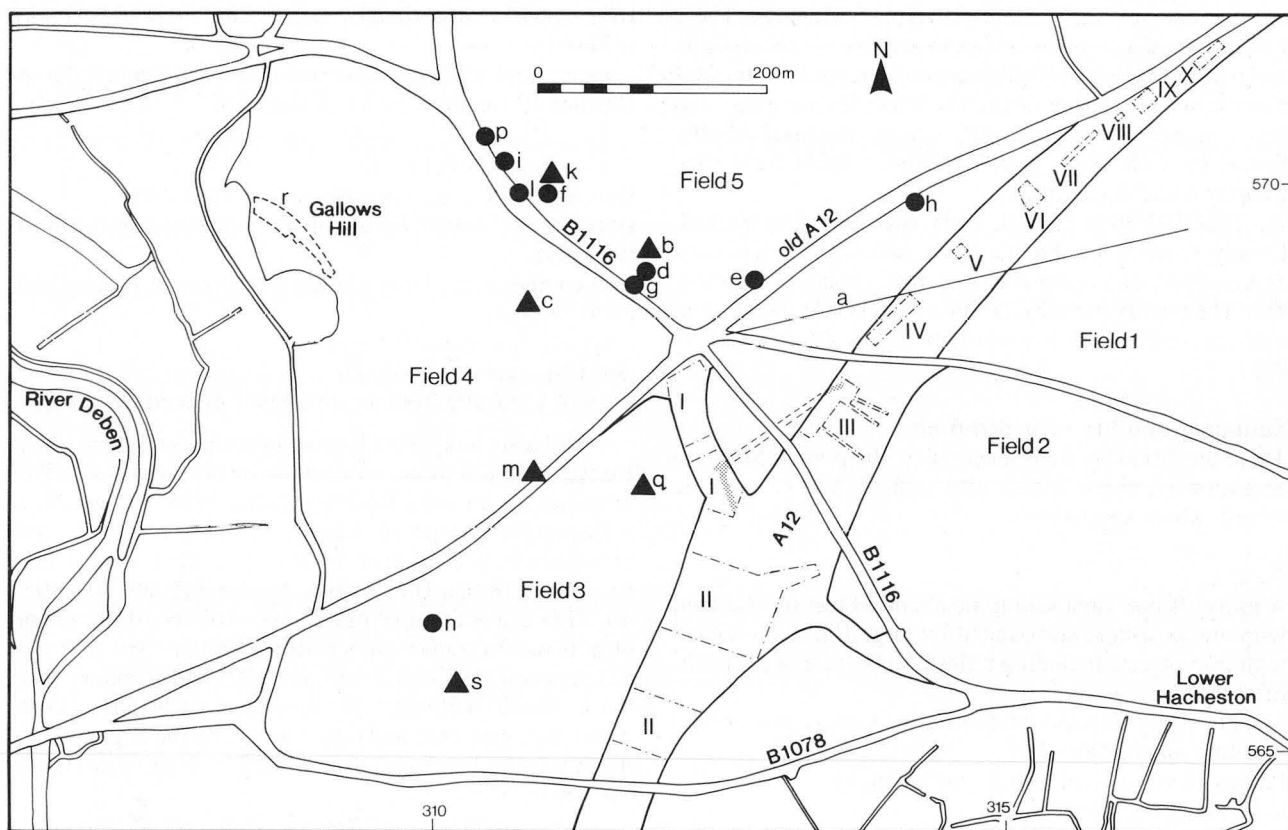 N
0 200m
X
IX
VIII
VII
VI
V
IV
570
p
i
l
f
k
Field 5
r
Gallows
Hill
B1116
b
d
g
old A12
h
e
a
c
Field 1
Field 4
River Deben
I
III
Field 2
m
q
I
A12
B1116
Field 3
II
n
s
II
Lower
Hacheston
B1078
565
310
315